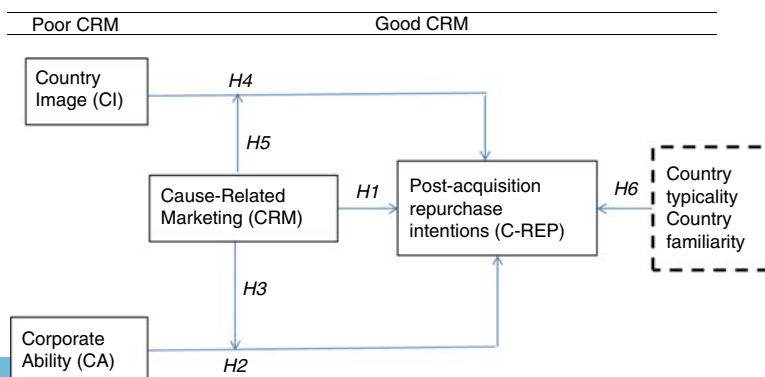 Poor CRM Good CRM
Country
Image (CI)
H4
H5
Cause-Related
Marketing (CRM)
H1
Post-acquisition
repurchase
intentions (C-REP)
H6
Country
typicality
Country
familiarity
H3
Corporate
Ability (CA)
H2